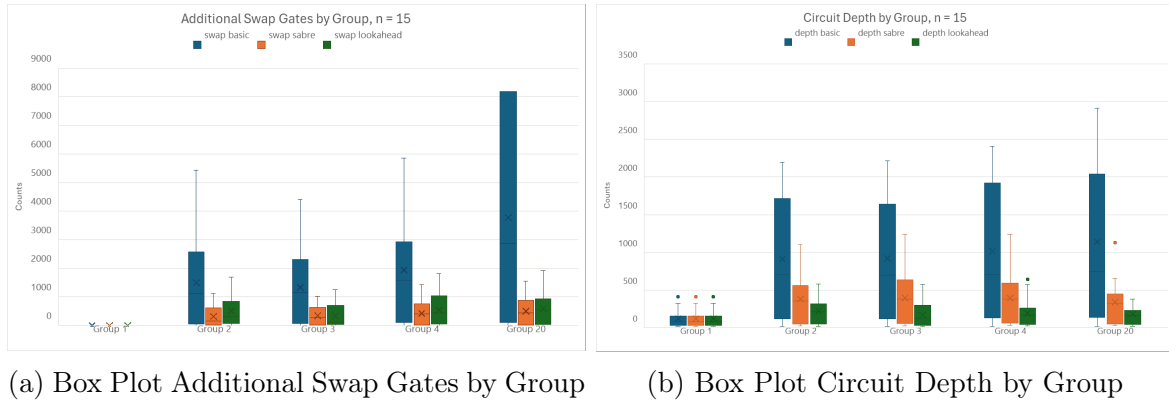 Additional Swap Gates by Group, n = 15
swap basic swap sabre swap lookahead
9000
8000
7000
6000
5000
4000
3000
2000
1000
0
Counts
Group 1 Group 2 Group 3 Group 4 Group 20
(a) Box Plot Additional Swap Gates by Group
Circuit Depth by Group, n = 15
depth basic depth sabre depth lookahead
3500
3000
2500
2000
1500
1000
500
0
Counts
Group 1 Group 2 Group 3 Group 4 Group 20
(b) Box Plot Circuit Depth by Group